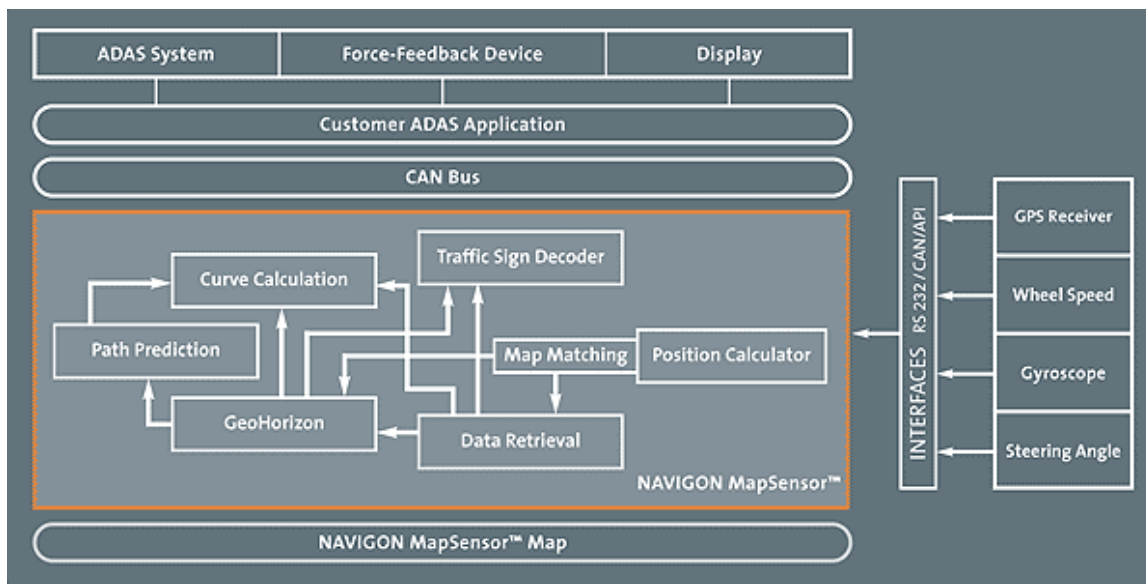 ADAS System
Force-Feedback Device
Display
Customer ADAS Application
CAN Bus
Traffic Sign Decoder
Curve Calculation
Path Prediction
Map Matching
Position Calculator
GeoHorizon
Data Retrieval
NAVIGON MapSensor™
NAVIGON MapSensor™ Map
INTERFACES RS 232 / CAN/API
GPS Receiver
Wheel Speed
Gyroscope
Steering Angle